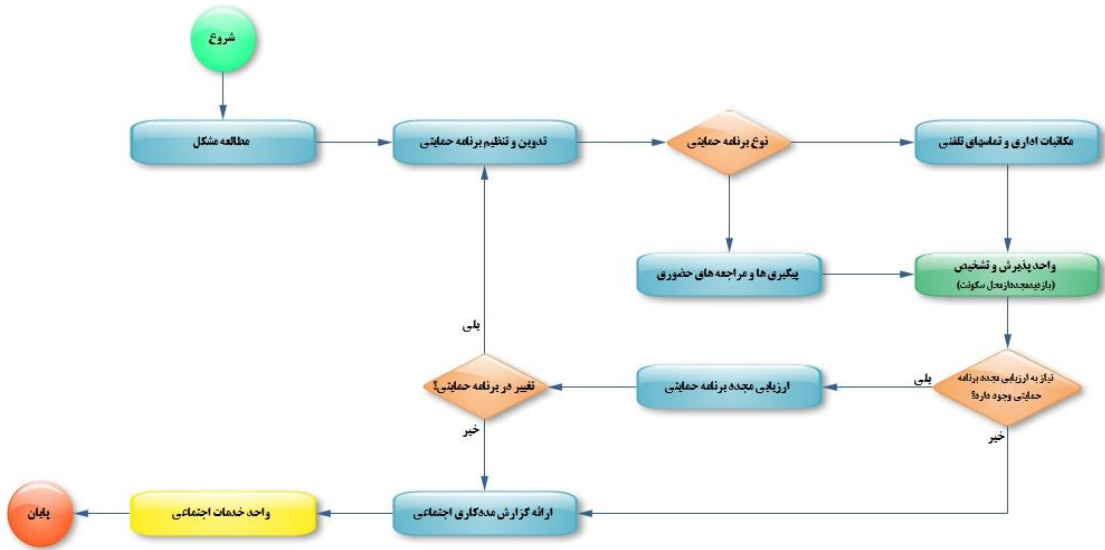 شروع
مطالعه مشکل
تدوین و تنظیم برنامه حمایتی
نوع برنامه حمایتی
مکاتبات اداری و تماسهای تلفنی
پیگیری ها و مراجعه های حضوری
واحد پذیرش و تشخیص
(بازدیدمجدداز محل سکونت)
نیاز به ارزیابی مجدد برنامه
حمایتی وجود دارد؟
بلی
خیر
ارزیابی مجدد برنامه حمایتی
تغییر در برنامه حمایتی؟
بلی
خیر
ارائه گزارش مددکاری اجتماعی
واحد خدمات اجتماعی
پایان